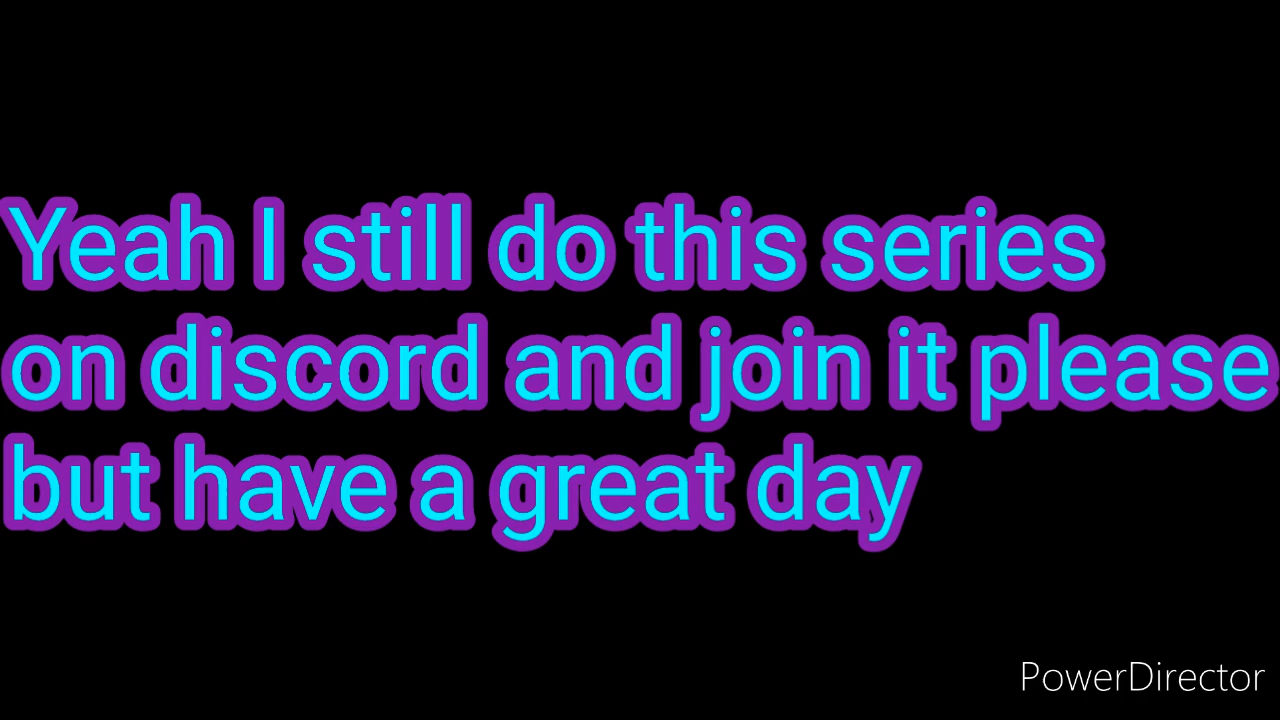 Yeah I still do this series
on discord and join it please
but have a great day
PowerDirector